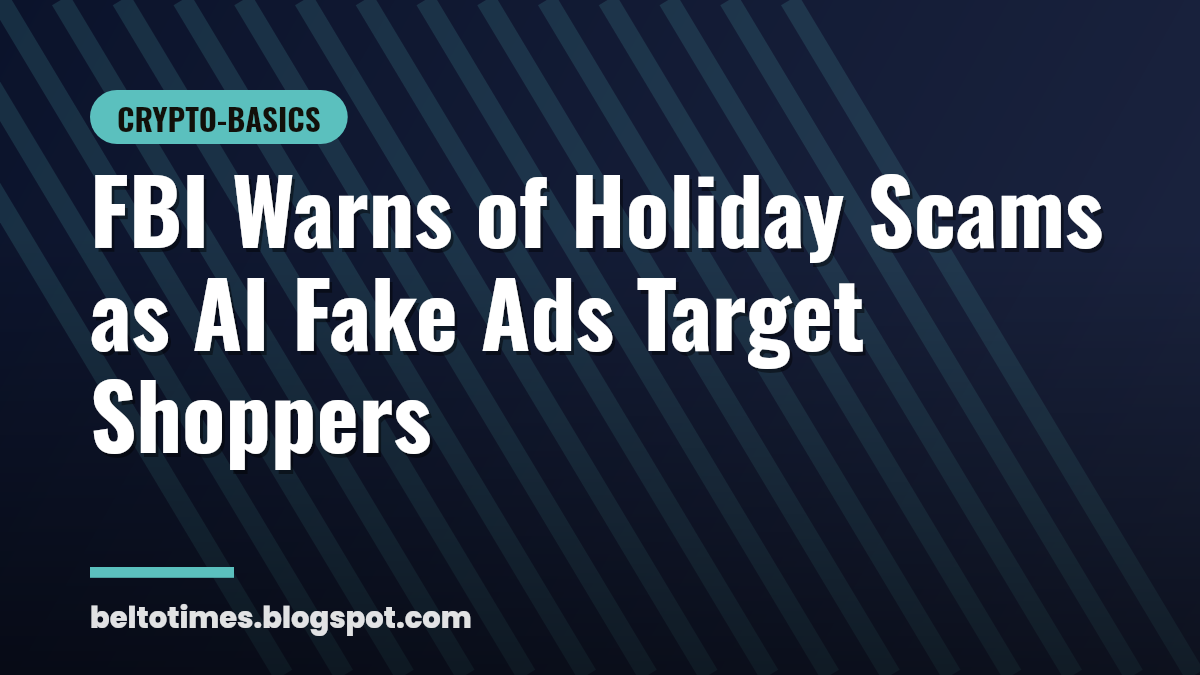 CRYPTO-BASICS
FBI Warns of Holiday Scams
as AI Fake Ads Target
Shoppers
beltotimes.blogspot.com